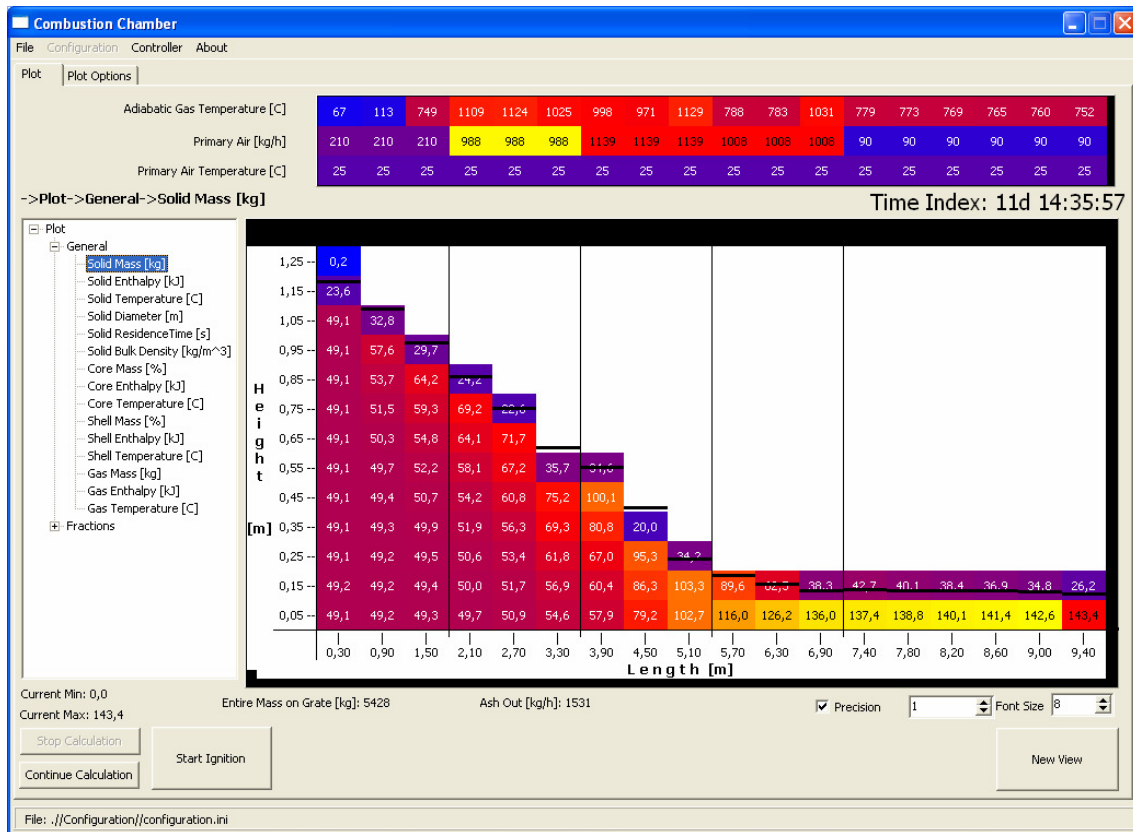 Combustion Chamber
File Configuration Controller About
Plot Plot Options
Adiabatic Gas Temperature [C] 67 113 749 1109 1124 1025 998 971 1129 788 783 1031 779 773 769 765 760 752
Primary Air [kg/h] 210 210 210 988 988 988 1139 1139 1139 1008 1008 1008 90 90 90 90 90 90
Primary Air Temperature [C] 25 25 25 25 25 25 25 25 25 25 25 25 25 25 25 25 25 25
->Plot->General->Solid Mass [kg]
Time Index: 11d 14:35:57
Plot
General
Solid Mass [kg]
Solid Enthalpy [kJ]
Solid Temperature [C]
Solid Diameter [m]
Solid ResidenceTime [s]
Solid Bulk Density [kg/m^3]
Core Mass [%]
Core Enthalpy [kJ]
Core Temperature [C]
Shell Mass [%]
Shell Enthalpy [kJ]
Shell Temperature [C]
Gas Mass [kg]
Gas Enthalpy [kJ]
Gas Temperature [C]
Fractions
Height [m]
1,25 -- 0,2
1,15 -- 23,6
1,05 -- 49,1 32,8
0,95 -- 49,1 57,6 29,7
0,85 -- 49,1 53,7 64,2 24,2
0,75 -- 49,1 51,5 59,3 69,2 22,6
0,65 -- 49,1 50,3 54,8 64,1 71,7
0,55 -- 49,1 49,7 52,2 58,1 67,2 35,7
0,45 -- 49,1 49,4 50,7 54,2 60,8 75,2 100,1
0,35 -- 49,1 49,3 49,9 51,9 56,3 69,3 80,8 20,0
0,25 -- 49,1 49,2 49,5 50,6 53,4 61,8 67,0 95,3 34,2
0,15 -- 49,2 49,2 49,4 50,0 51,7 56,9 60,4 86,3 103,3 89,6 38,3 42,7 40,1 38,4 36,9 34,8 26,2
0,05 -- 49,1 49,2 49,3 49,7 50,9 54,6 57,9 79,2 102,7 116,0 126,2 136,0 137,4 138,8 140,1 141,4 142,6 143,4
0,30 0,90 1,50 2,10 2,70 3,30 3,90 4,50 5,10 5,70 6,30 6,90 7,40 7,80 8,20 8,60 9,00 9,40
Length [m]
Current Min: 0,0
Current Max: 143,4
Entire Mass on Grate [kg]: 5428
Ash Out [kg/h]: 1531
Precision 1 Font Size 8
Stop Calculation
Continue Calculation
Start Ignition
New View
File: .//Configuration//configuration.ini